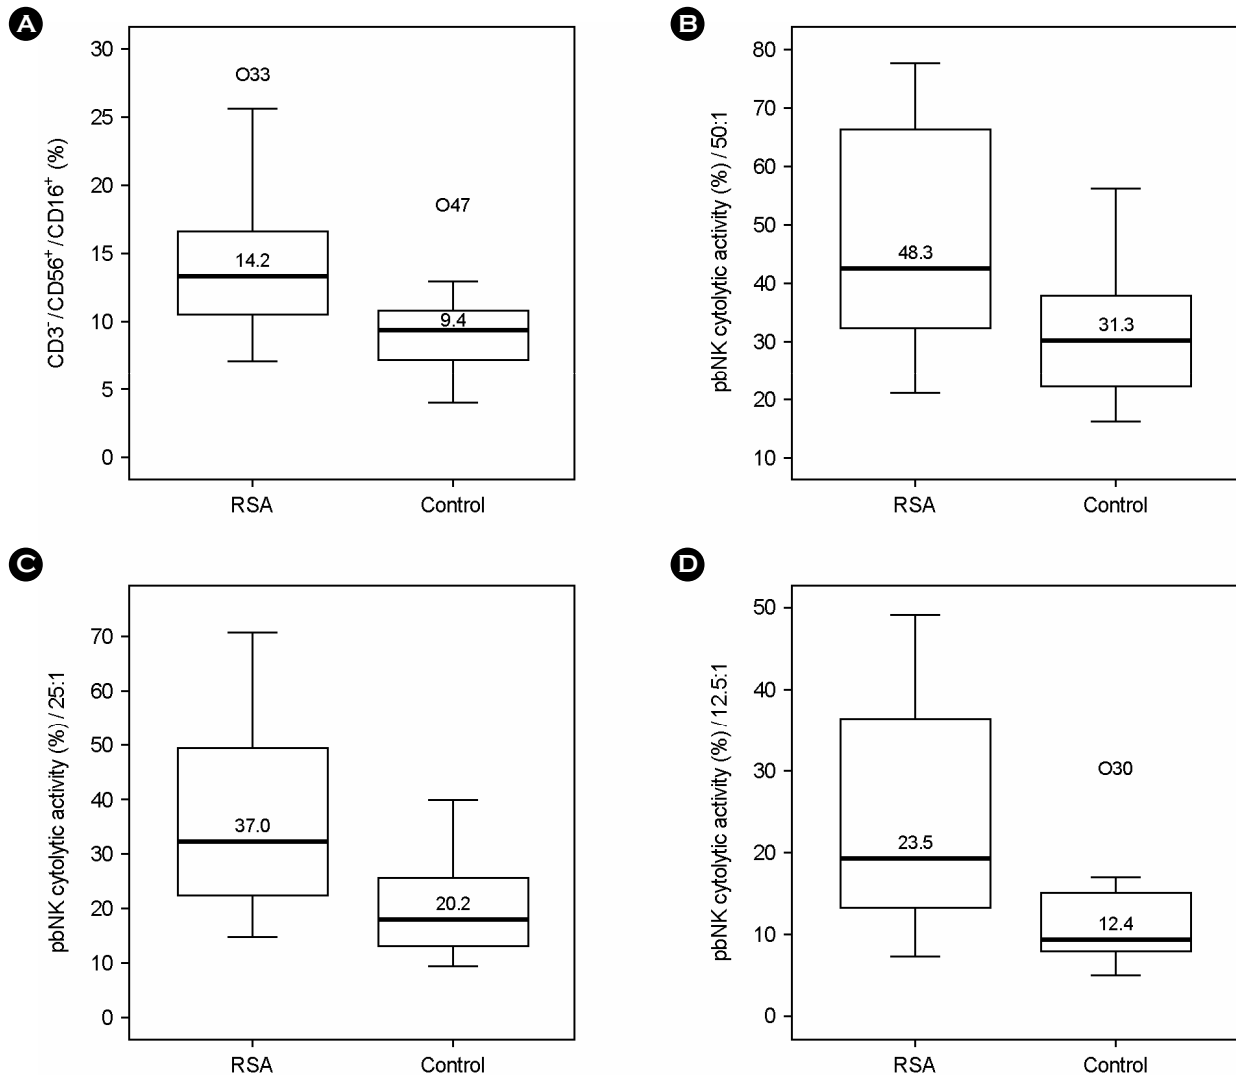 A
CD3⁻/CD56⁺/CD16⁺ (%)
30
25
20
15
10
5
0
O33
14.2
O47
9.4
RSA Control
B
pbNK cytolytic activity (%) / 50:1
80
70
60
50
40
30
20
10
48.3
31.3
RSA Control
C
pbNK cytolytic activity (%) / 25:1
70
60
50
40
30
20
10
0
37.0
20.2
RSA Control
D
pbNK cytolytic activity (%) / 12.5:1
50
40
30
20
10
0
23.5
O30
12.4
RSA Control